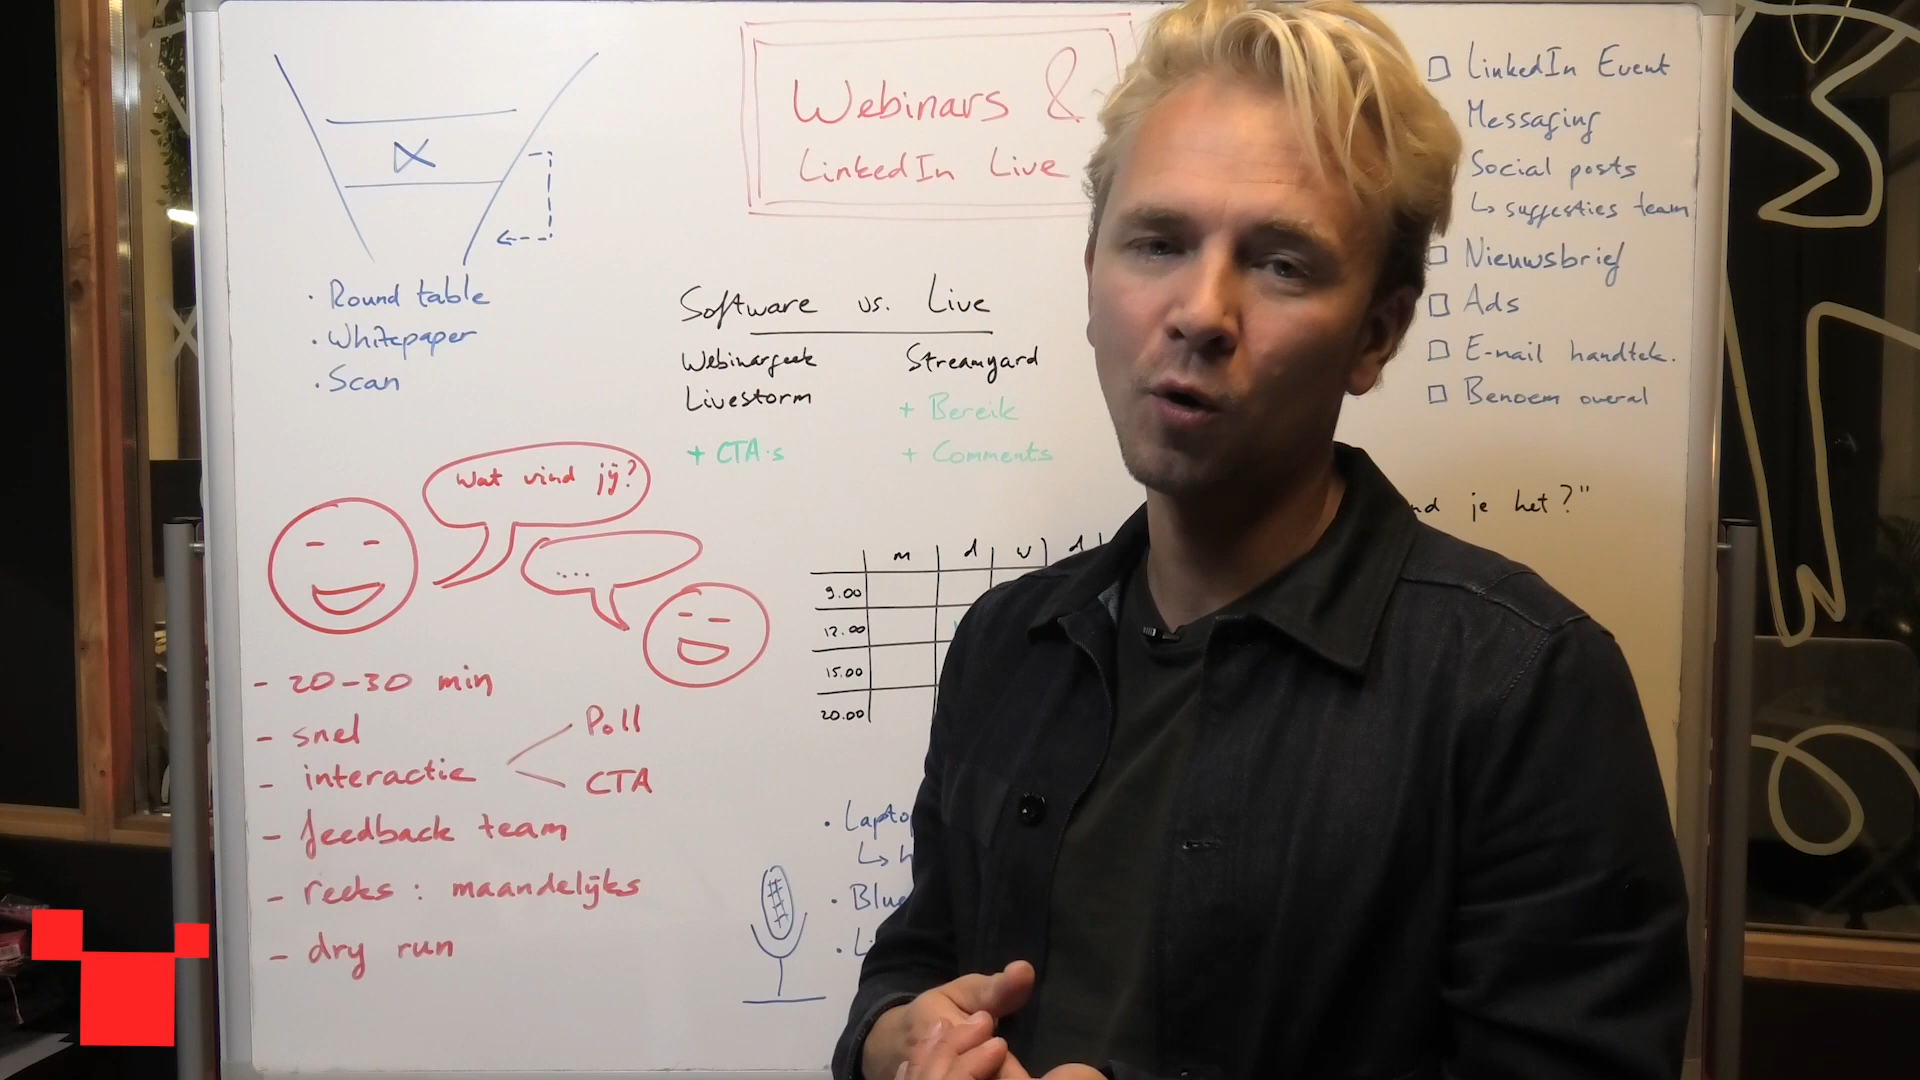 Webinars &
LinkedIn Live
· Round table
· Whitepaper
· Scan
Software vs. Live
Webinargeek
Livestorm
+ CTA's
Streamyard
+ Bereik
+ Comments
LinkedIn Event
Messaging
Social posts
↳ suggesties team
Nieuwsbrief
Ads
E-mail handtek.
Benoem overal
je het?"
Wat vind jij?
....
m d w d
9.00
12.00
15.00
20.00
- 20-30 min
- snel
- interactie
Poll
CTA
- feedback team
- reeks : maandelijks
- dry run